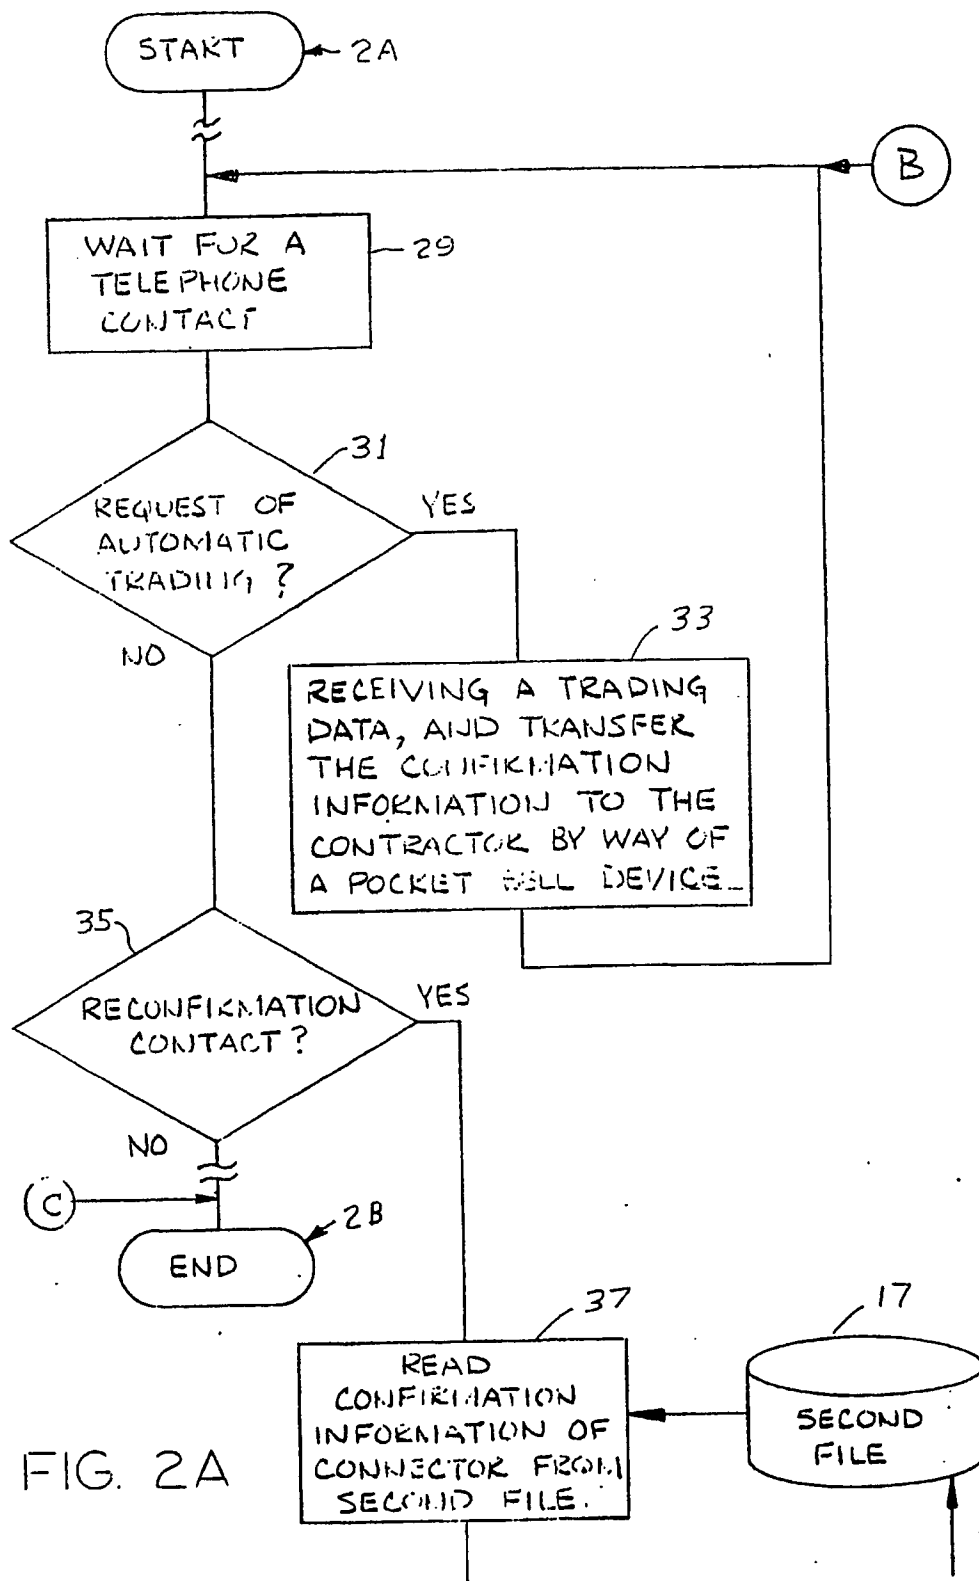 START
2A
B
WAIT FOR A
TELEPHONE
CONTACT
29
31
REQUEST OF
AUTOMATIC
TRADING?
YES
NO
33
RECEIVING A TRADING
DATA, AND TRANSFER
THE CONFIRMATION
INFORMATION TO THE
CONTRACTOR BY WAY OF
A POCKET BELL DEVICE
35
RECONFIRMATION
CONTACT?
YES
NO
C
2B
END
37
READ
CONFIRMATION
INFORMATION OF
CONNECTOR FROM
SECOND FILE.
17
SECOND
FILE
FIG. 2A